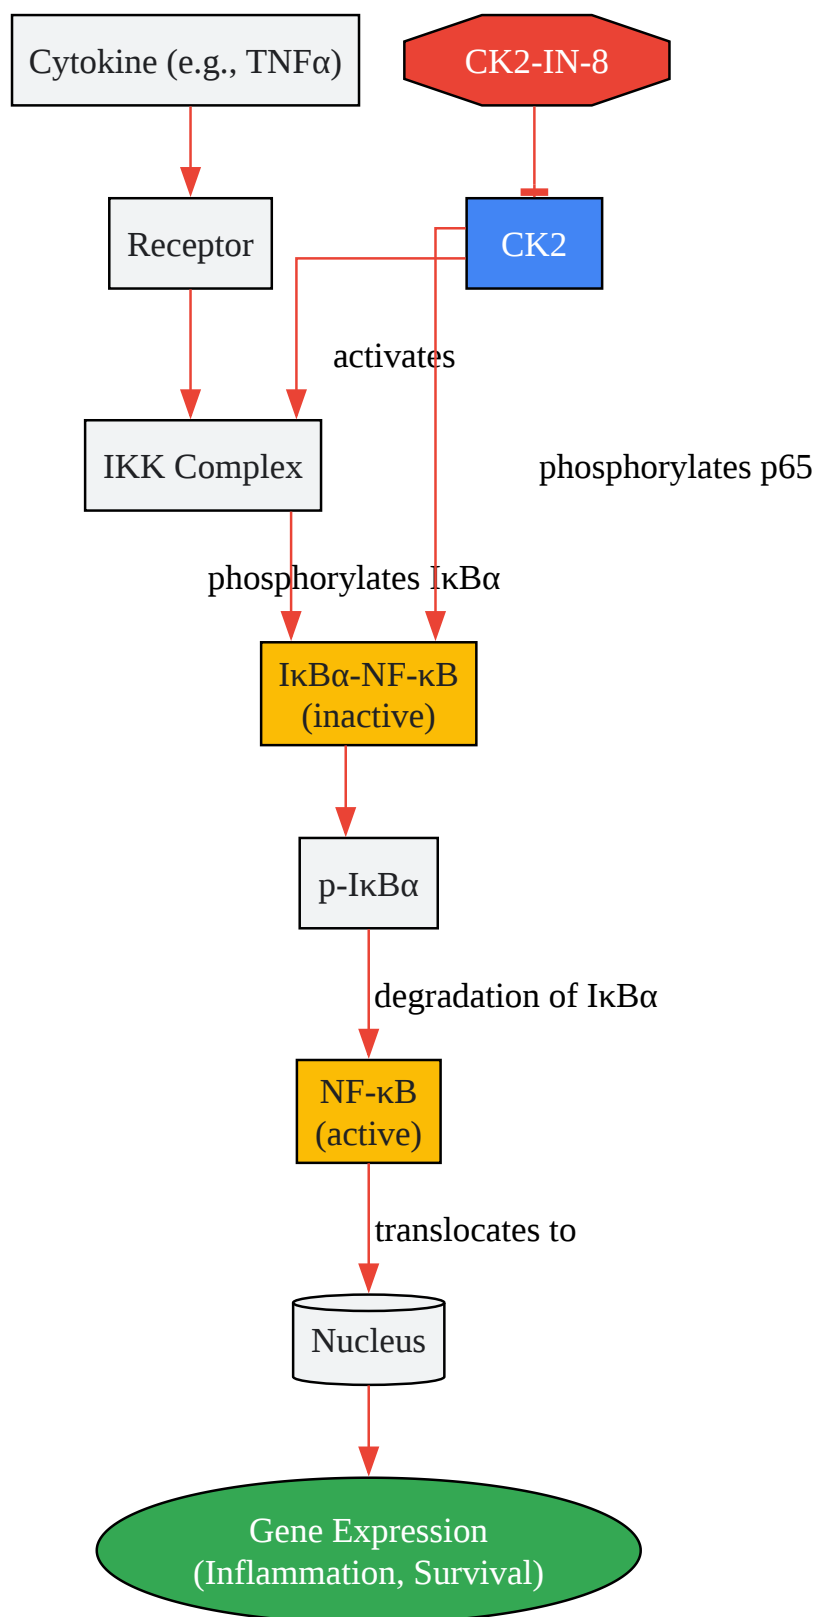 Cytokine (e.g., TNFα)
CK2-IN-8
Receptor
CK2
activates
IKK Complex
phosphorylates p65
phosphorylates IκBα
IκBα-NF-κB
(inactive)
p-IκBα
degradation of IκBα
NF-κB
(active)
translocates to
Nucleus
Gene Expression
(Inflammation, Survival)